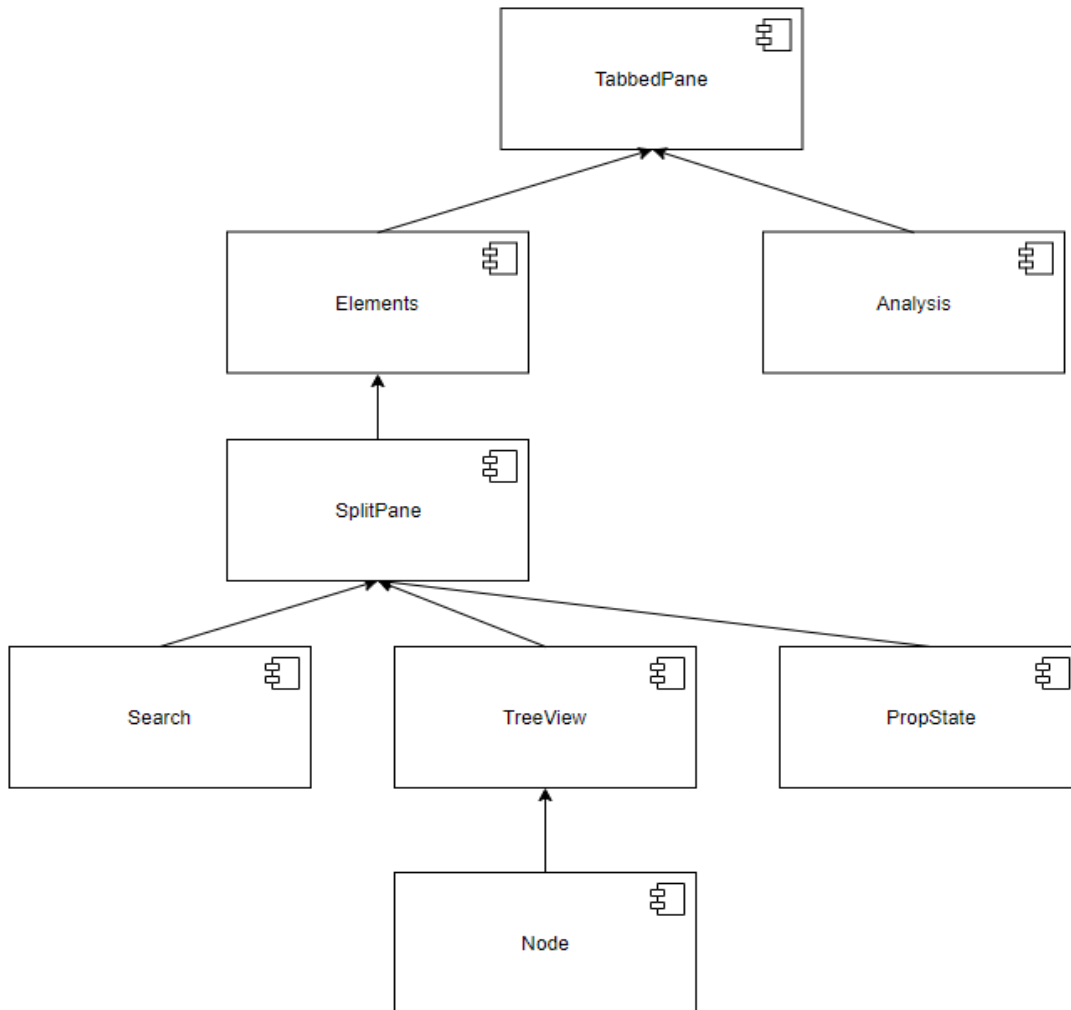 TabbedPane
Elements
Analysis
SplitPane
Search
TreeView
PropState
Node